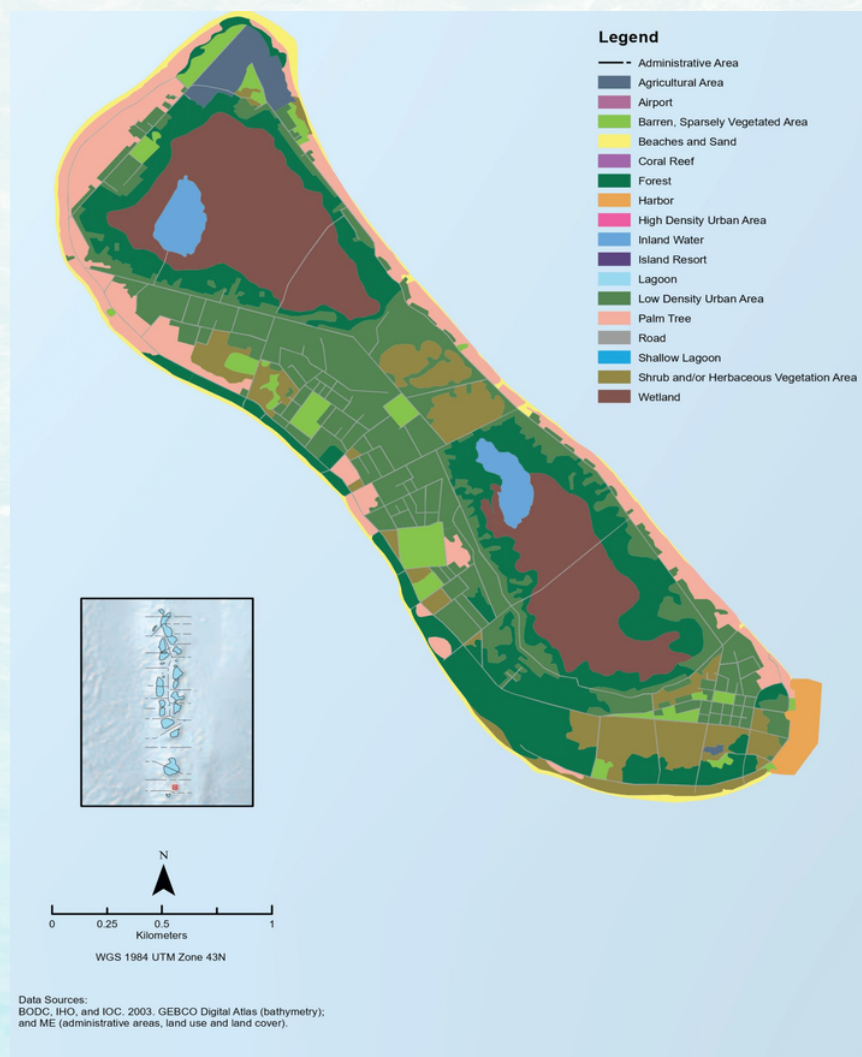 Legend
Administrative Area
Agricultural Area
Airport
Barren, Sparsely Vegetated Area
Beaches and Sand
Coral Reef
Forest
Harbor
High Density Urban Area
Inland Water
Island Resort
Lagoon
Low Density Urban Area
Palm Tree
Road
Shallow Lagoon
Shrub and/or Herbaceous Vegetation Area
Wetland
N
0 0.25 0.5 1
Kilometers
WGS 1984 UTM Zone 43N
Data Sources:
BODC, IHO, and IOC. 2003. GEBCO Digital Atlas (bathymetry);
and ME (administrative areas, land use and land cover).